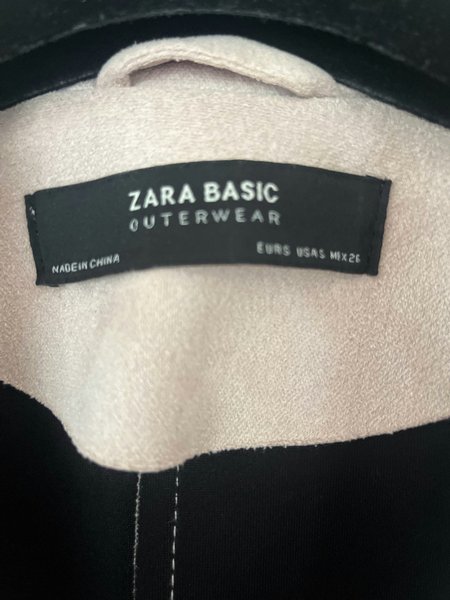 ZARA BASIC
OUTERWEAR
MADE IN CHINA
EUR S USA S MEX 26